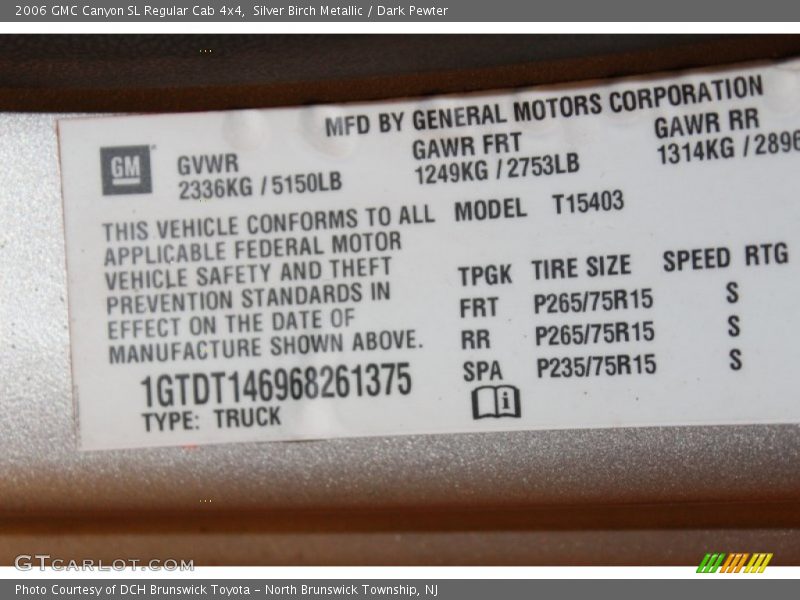 2006 GMC Canyon SL Regular Cab 4x4, Silver Birch Metallic / Dark Pewter
MFD BY GENERAL MOTORS CORPORATION
GM
GVWR GAWR FRT GAWR RR
2336KG / 5150LB 1249KG / 2753LB 1314KG / 2896
THIS VEHICLE CONFORMS TO ALL MODEL T15403
APPLICABLE FEDERAL MOTOR
VEHICLE SAFETY AND THEFT TPGK TIRE SIZE SPEED RTG
PREVENTION STANDARDS IN FRT P265/75R15 S
EFFECT ON THE DATE OF RR P265/75R15 S
MANUFACTURE SHOWN ABOVE. SPA P235/75R15 S
1GTDT146968261375
TYPE: TRUCK
GTCARLOT.COM
Photo Courtesy of DCH Brunswick Toyota – North Brunswick Township, NJ